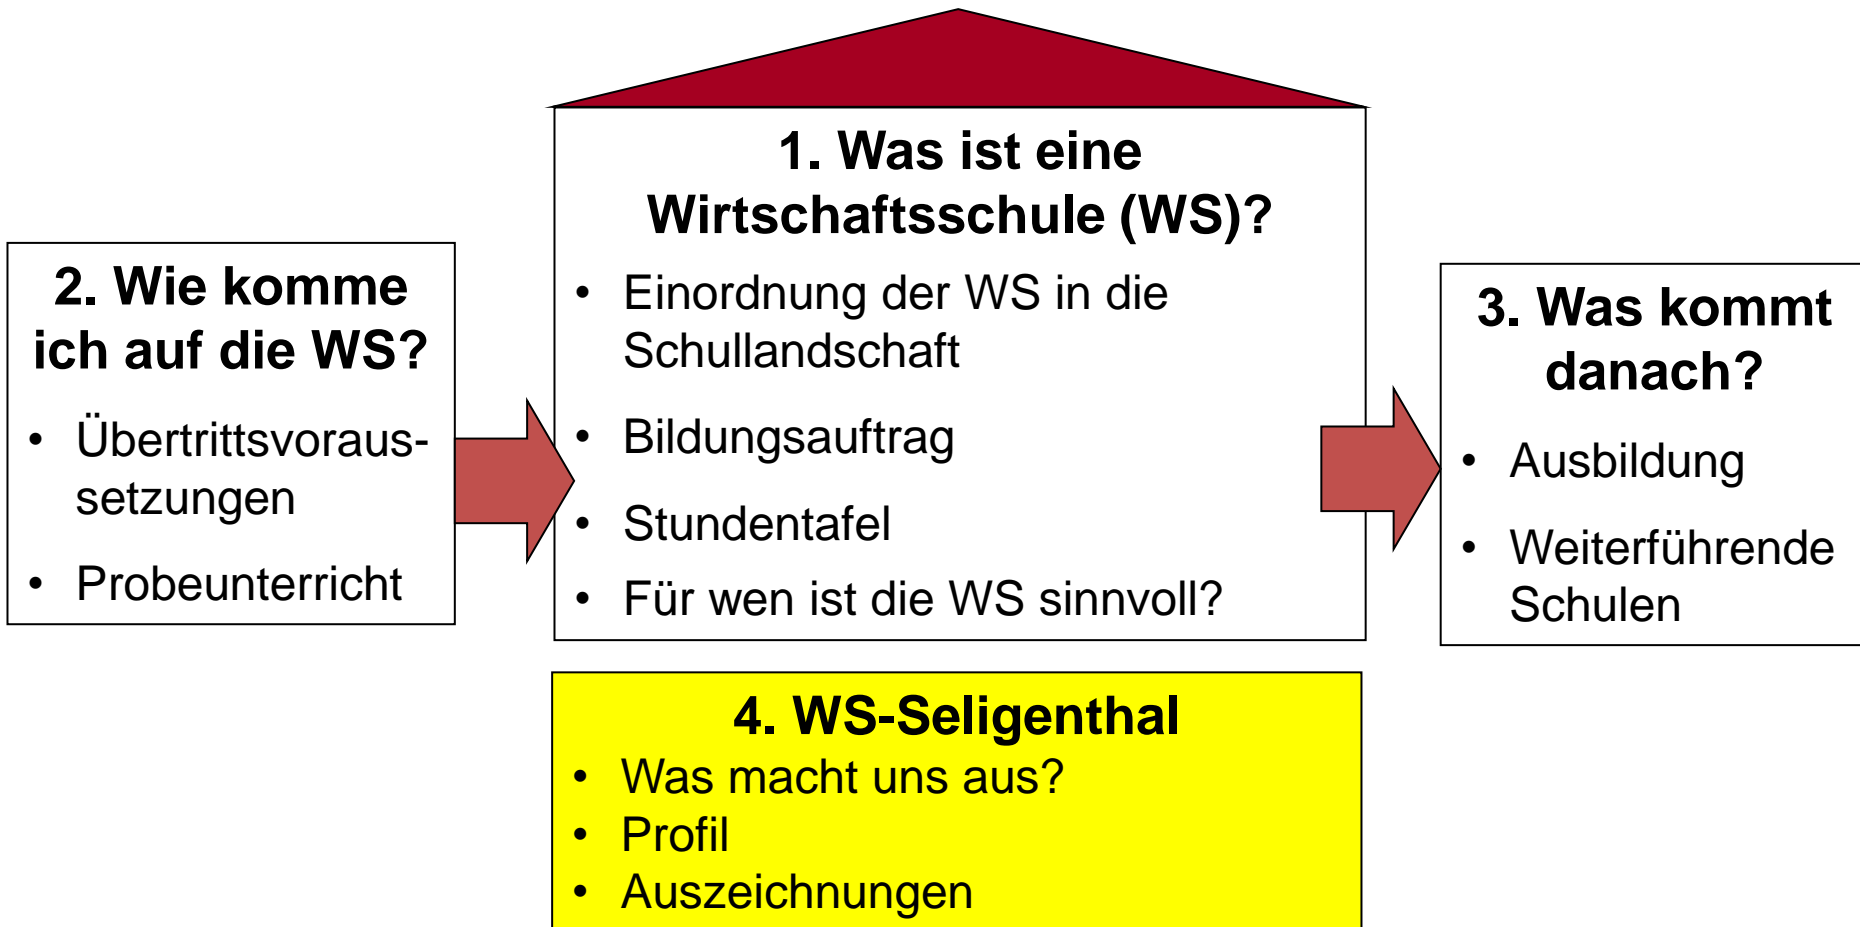 1. Was ist eine
Wirtschaftsschule (WS)?
• Einordnung der WS in die
Schullandschaft
• Bildungsauftrag
• Stundentafel
• Für wen ist die WS sinnvoll?
2. Wie komme
ich auf die WS?
• Übertrittsvoraus-
setzungen
• Probeunterricht
3. Was kommt
danach?
• Ausbildung
• Weiterführende
Schulen
4. WS-Seligenthal
• Was macht uns aus?
• Profil
• Auszeichnungen